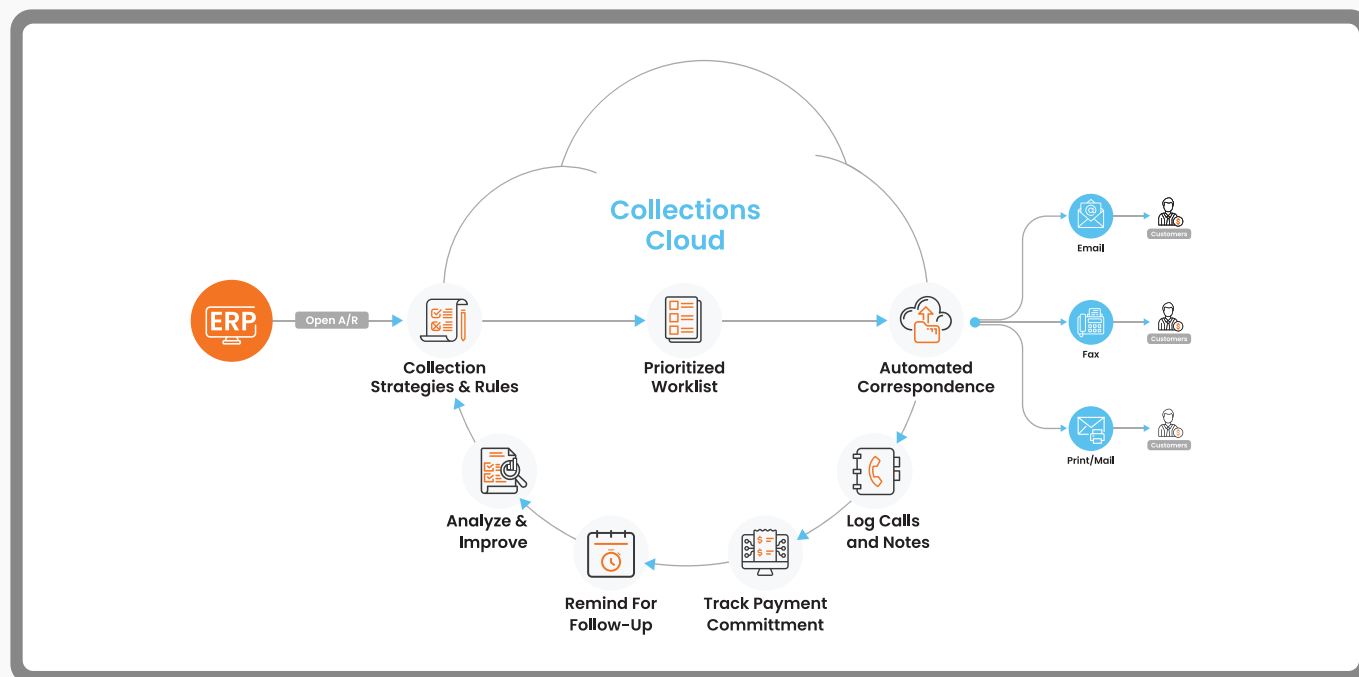 Collections
Cloud
ERP
Open A/R
Collection
Strategies & Rules
Prioritized
Worklist
Automated
Correspondence
Email
Customers
Fax
Customers
Print/Mail
Customers
Log Calls
and Notes
Track Payment
Committment
Remind For
Follow-Up
Analyze &
Improve